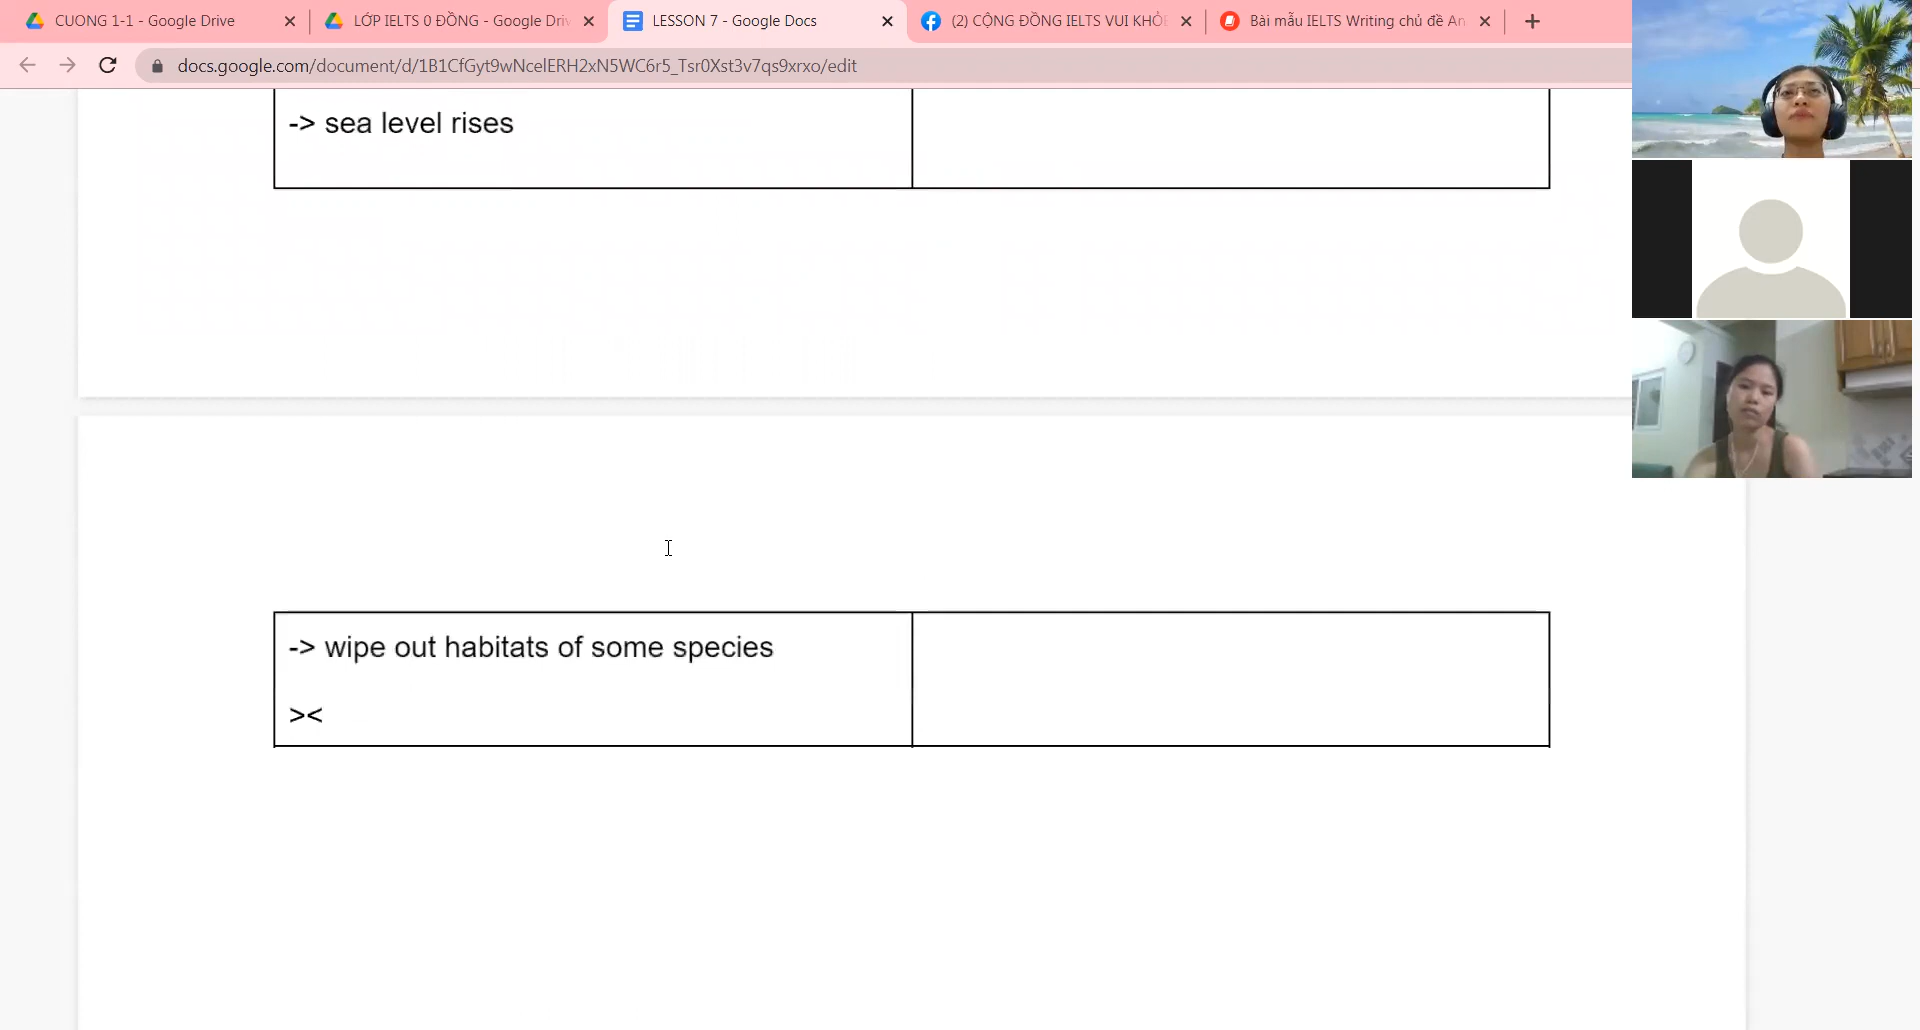 CUONG 1-1 - Google Drive
LỚP IELTS 0 ĐỒNG - Google Driv
LESSON 7 - Google Docs
(2) CỘNG ĐỒNG IELTS VUI KHỎE
Bài mẫu IELTS Writing chủ đề An
docs.google.com/document/d/1B1CfGyt9wNcelERH2xN5WC6r5_Tsr0Xst3v7qs9xrxo/edit
-> sea level rises
-> wipe out habitats of some species
><